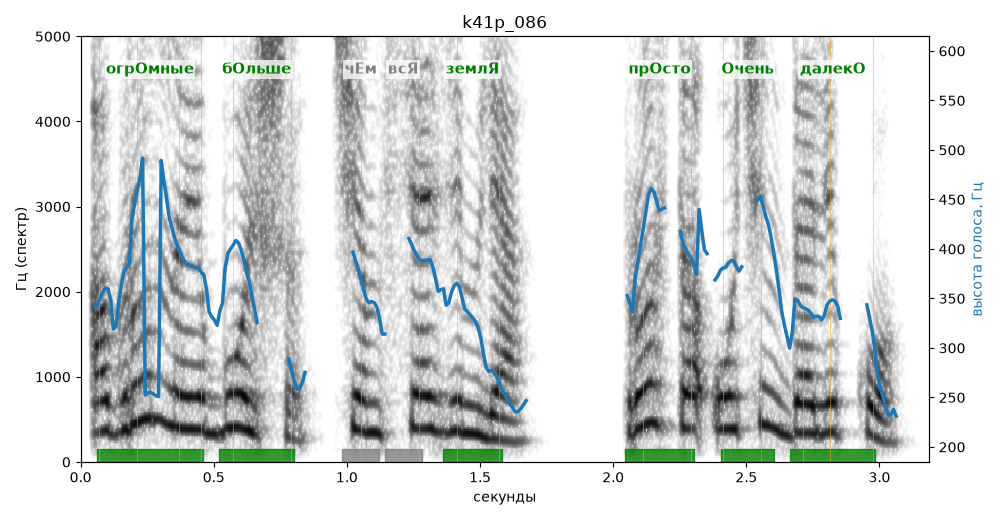 k41p_086
огрОмные бОльше чЕм всЯ землЯ прОсто Очень далекО
5000
4000
3000
2000
1000
0
Гц (спектр)
600
550
500
450
400
350
300
250
200
высота голоса, Гц
0.0 0.5 1.0 1.5 2.0 2.5 3.0
секунды